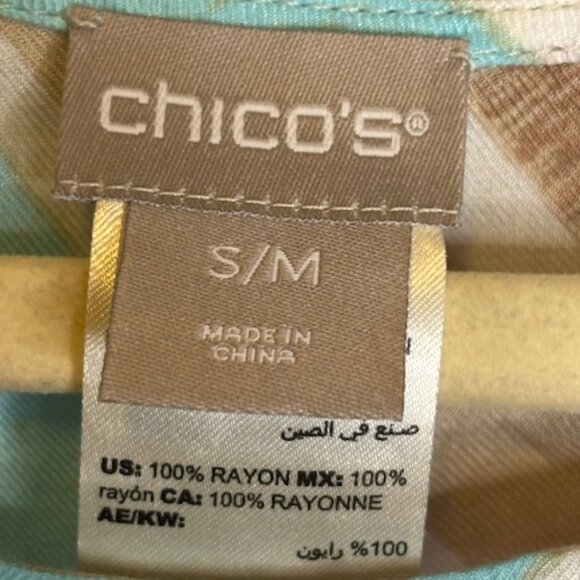 chico's®
S/M
MADE IN
CHINA
صنع في الصين
US: 100% RAYON MX: 100%
rayón CA: 100% RAYONNE
AE/KW:
100% رايون